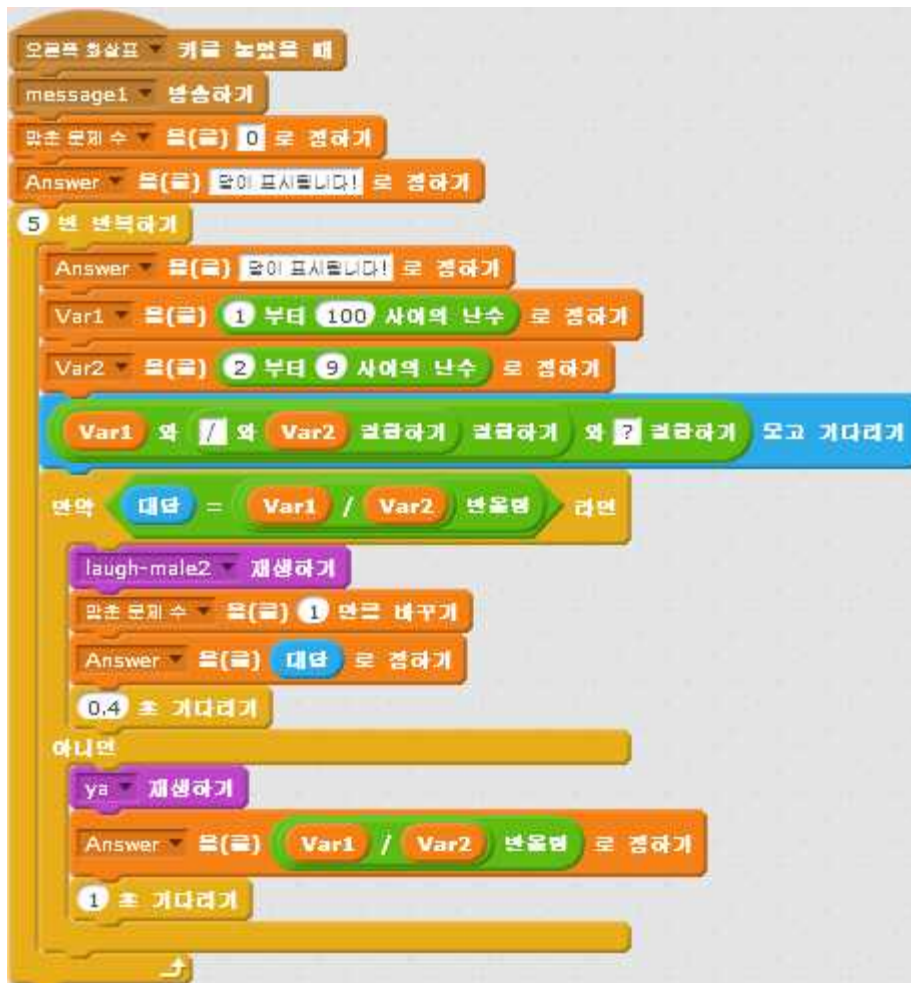 오른쪽 화살표 키를 눌렀을 때
message1 방송하기
맞춘 문제 수 을(를) 0 로 정하기
Answer 을(를) 답이 표시됩니다! 로 정하기
5 번 반복하기
Answer 을(를) 답이 표시됩니다! 로 정하기
Var1 을(를) 1 부터 100 사이의 난수 로 정하기
Var2 을(를) 2 부터 9 사이의 난수 로 정하기
Var1 와 / 와 Var2 결합하기 결합하기 와 ? 결합하기 묻고 기다리기
만약 대답 = Var1 / Var2 반올림 라면
laugh-male2 재생하기
맞춘 문제 수 을(를) 1 만큼 바꾸기
Answer 을(를) 대답 로 정하기
0.4 초 기다리기
아니면
ya 재생하기
Answer 을(를) Var1 / Var2 반올림 로 정하기
1 초 기다리기